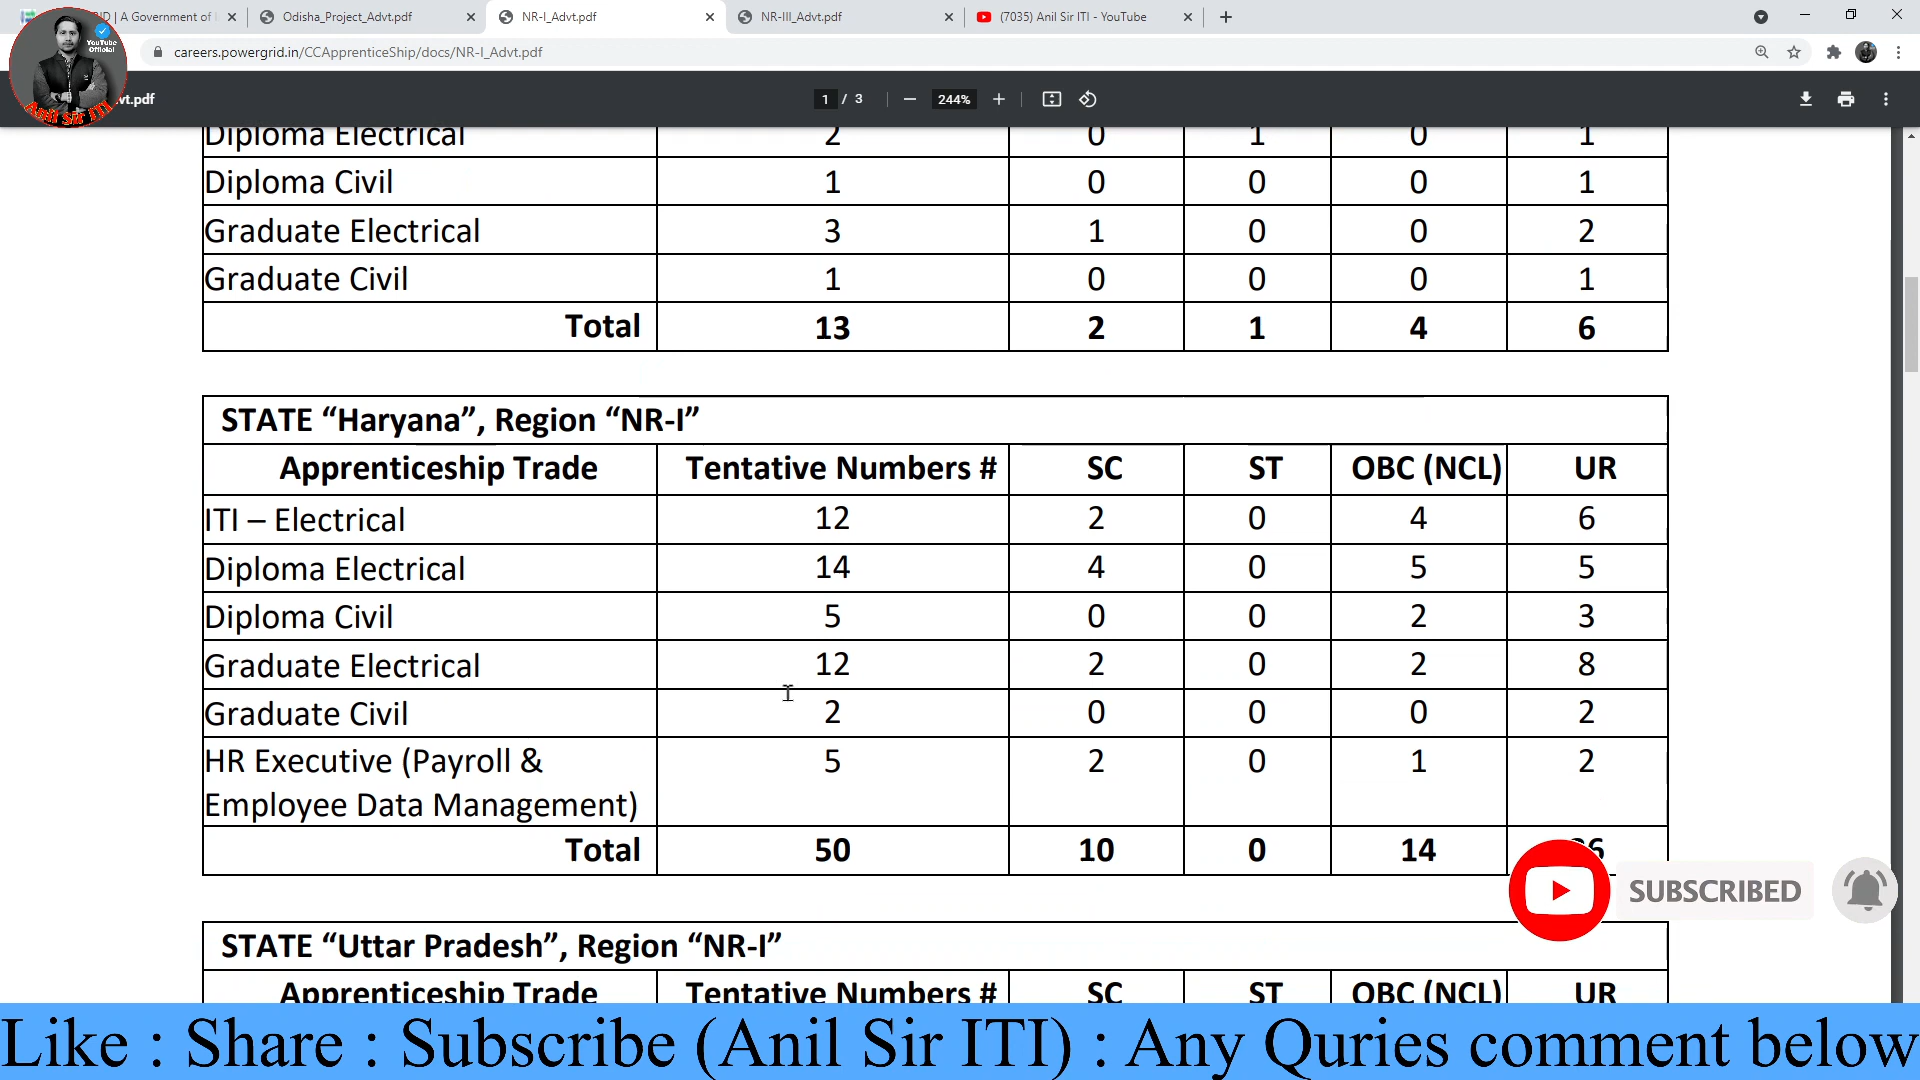 ID | A Government of I
Odisha_Project_Advt.pdf
NR-I_Advt.pdf
NR-III_Advt.pdf
(7035) Anil Sir ITI - YouTube
careers.powergrid.in/CCApprenticeShip/docs/NR-I_Advt.pdf
YouTube
Official
Anil Sir ITI
vt.pdf
1 / 3
244%
Diploma Electrical 2 0 1 0 1
Diploma Civil 1 0 0 0 1
Graduate Electrical 3 1 0 0 2
Graduate Civil 1 0 0 0 1
Total 13 2 1 4 6
STATE “Haryana”, Region “NR-I”
Apprenticeship Trade Tentative Numbers # SC ST OBC (NCL) UR
ITI – Electrical 12 2 0 4 6
Diploma Electrical 14 4 0 5 5
Diploma Civil 5 0 0 2 3
Graduate Electrical 12 2 0 2 8
Graduate Civil 2 0 0 0 2
HR Executive (Payroll & 5 2 0 1 2
Employee Data Management)
Total 50 10 0 14
SUBSCRIBED
STATE “Uttar Pradesh”, Region “NR-I”
Apprenticeship Trade Tentative Numbers # SC ST OBC (NCL) UR
Like : Share : Subscribe (Anil Sir ITI) : Any Quries comment below